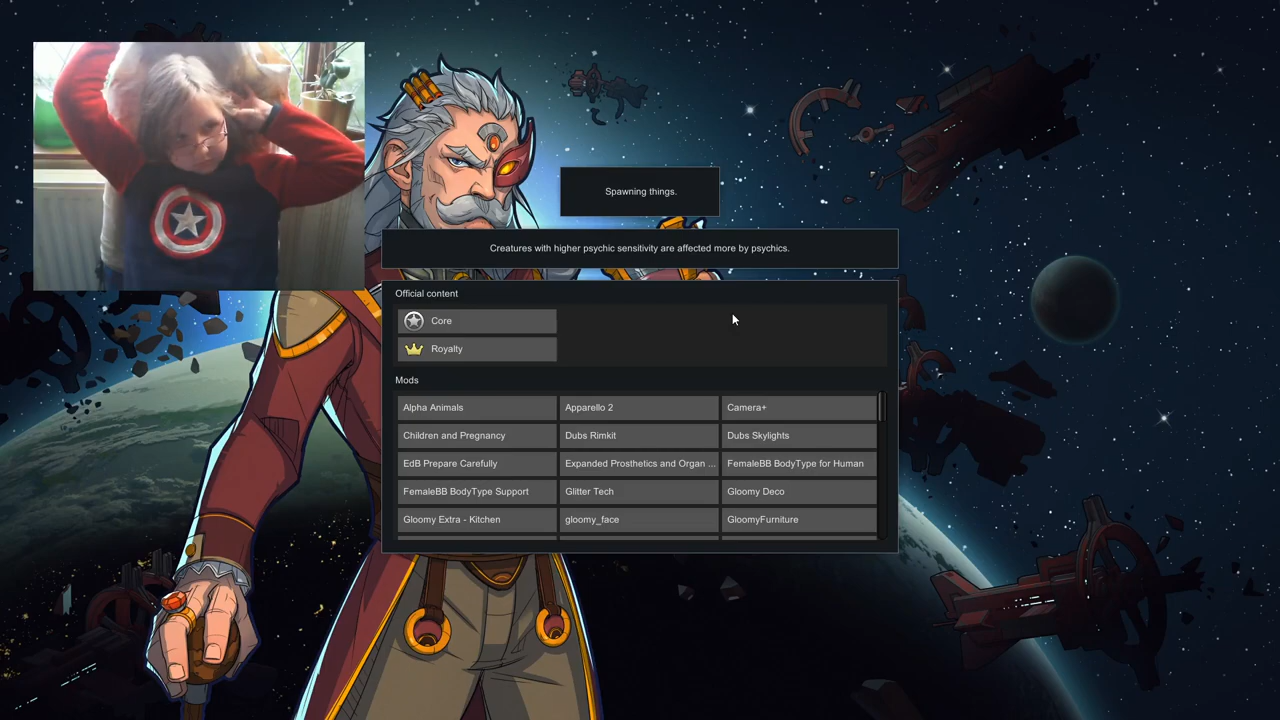 Spawning things.
Creatures with higher psychic sensitivity are affected more by psychics.
Official content
Core
Royalty
Mods
Alpha Animals
Apparello 2
Camera+
Children and Pregnancy
Dubs Rimkit
Dubs Skylights
EdB Prepare Carefully
Expanded Prosthetics and Organ ...
FemaleBB BodyType for Human
FemaleBB BodyType Support
Glitter Tech
Gloomy Deco
Gloomy Extra - Kitchen
gloomy_face
GloomyFurniture